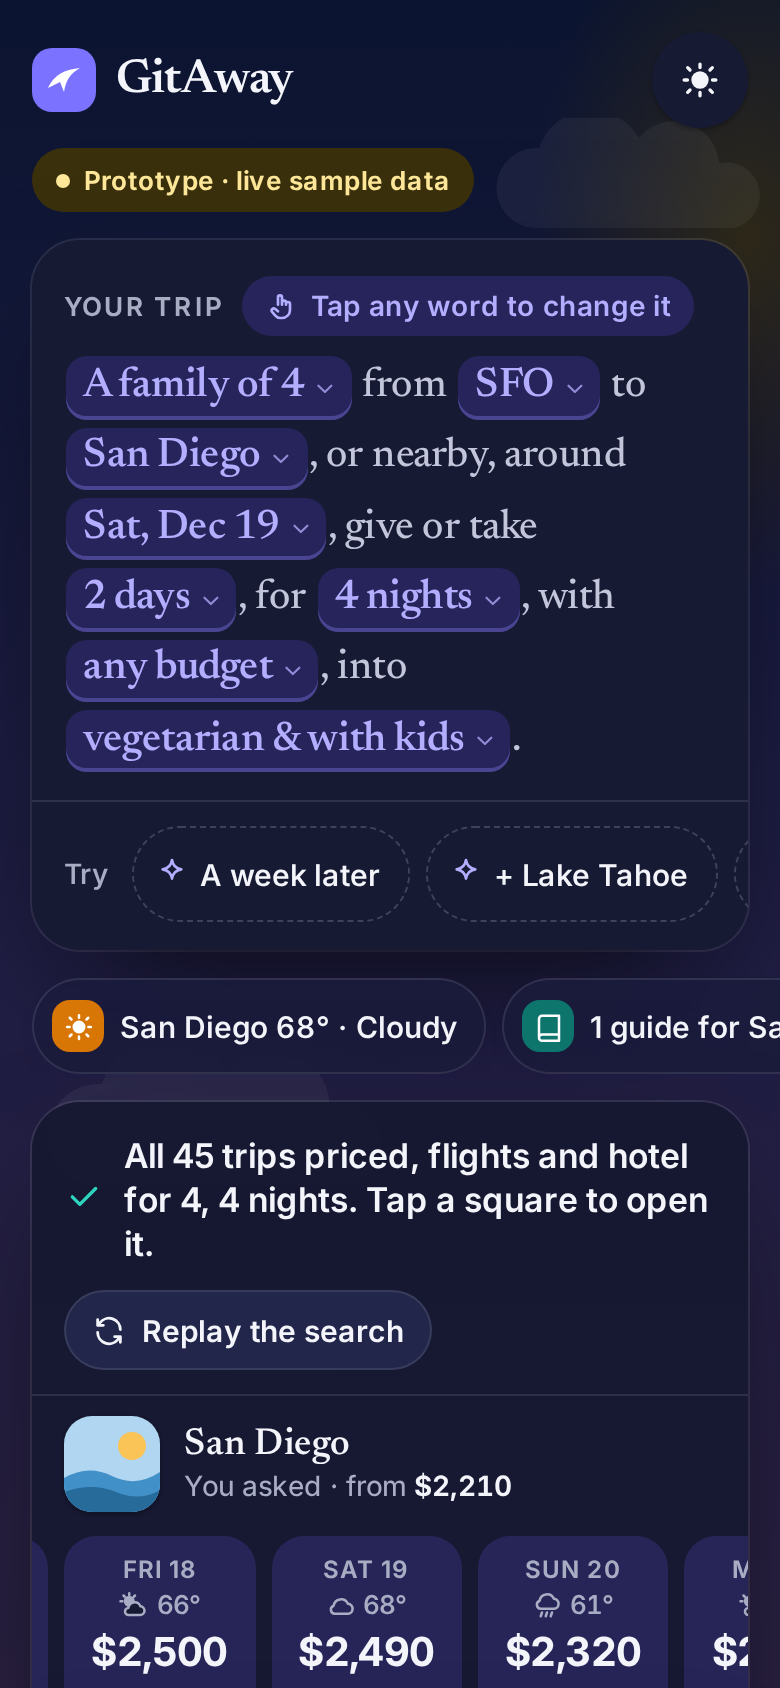 GitAway
Prototype · live sample data
YOUR TRIP
Tap any word to change it
A family of 4 from SFO to
San Diego, or nearby, around
Sat, Dec 19, give or take
2 days, for 4 nights, with
any budget, into
vegetarian & with kids.
Try
A week later
+ Lake Tahoe
San Diego 68° · Cloudy
1 guide for
All 45 trips priced, flights and hotel
for 4, 4 nights. Tap a square to open
it.
Replay the search
San Diego
You asked · from $2,210
FRI 18
66°
$2,500
SAT 19
68°
$2,490
SUN 20
61°
$2,320